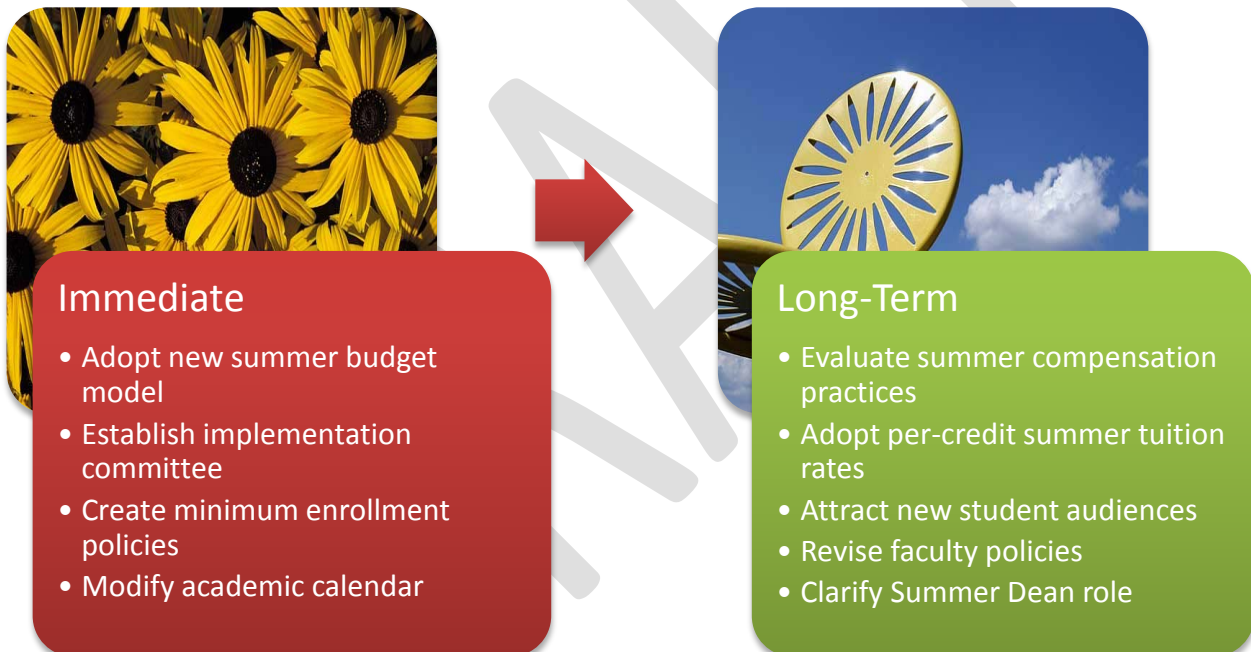 Immediate
• Adopt new summer budget
model
• Establish implementation
committee
• Create minimum enrollment
policies
• Modify academic calendar
Long-Term
• Evaluate summer compensation
practices
• Adopt per-credit summer tuition
rates
• Attract new student audiences
• Revise faculty policies
• Clarify Summer Dean role